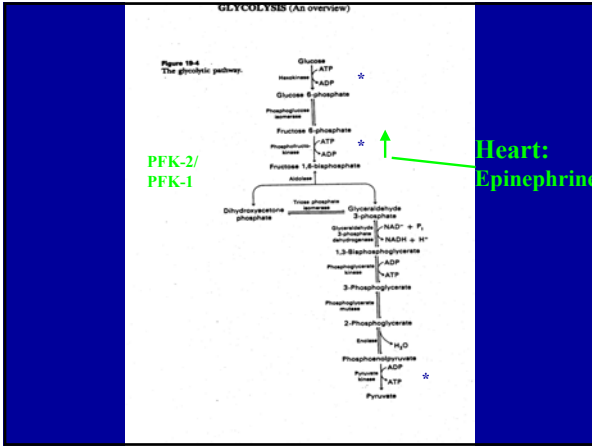 GLYCOLYSIS (An overview)
Figure 19-4
The glycolytic pathway.
Glucose
ATP
Hexokinase
*
ADP
Glucose 6-phosphate
Phosphoglucose
isomerase
Fructose 6-phosphate
ATP
Phosphofructo-
kinase
*
ADP
Fructose 1,6-bisphosphate
PFK-2/
PFK-1
Heart:
Epinephrine
Aldolase
Triose phosphate
isomerase
Dihydroxyacetone
phosphate
Glyceraldehyde
3-phosphate
Glyceraldehyde
3-phosphate
dehydrogenase
NAD+ + Pi
NADH + H+
1,3-Bisphosphoglycerate
Phosphoglycerate
kinase
ADP
ATP
3-Phosphoglycerate
Phosphoglycerate
mutase
2-Phosphoglycerate
Enolase
H2O
Phosphoenolpyruvate
ADP
Pyruvate
kinase
*
ATP
Pyruvate